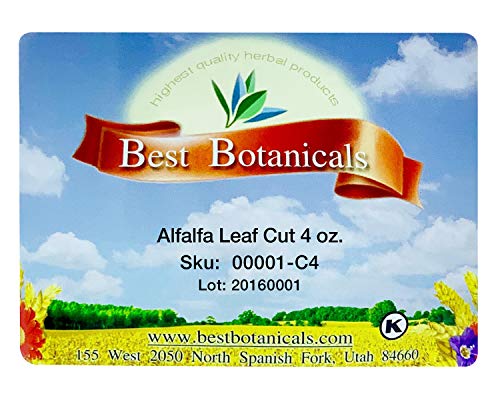 highest quality herbal products
Best Botanicals
Alfalfa Leaf Cut 4 oz.
Sku: 00001-C4
Lot: 20160001
www.bestbotanicals.com
155 West 2050 North Spanish Fork, Utah 84660
K